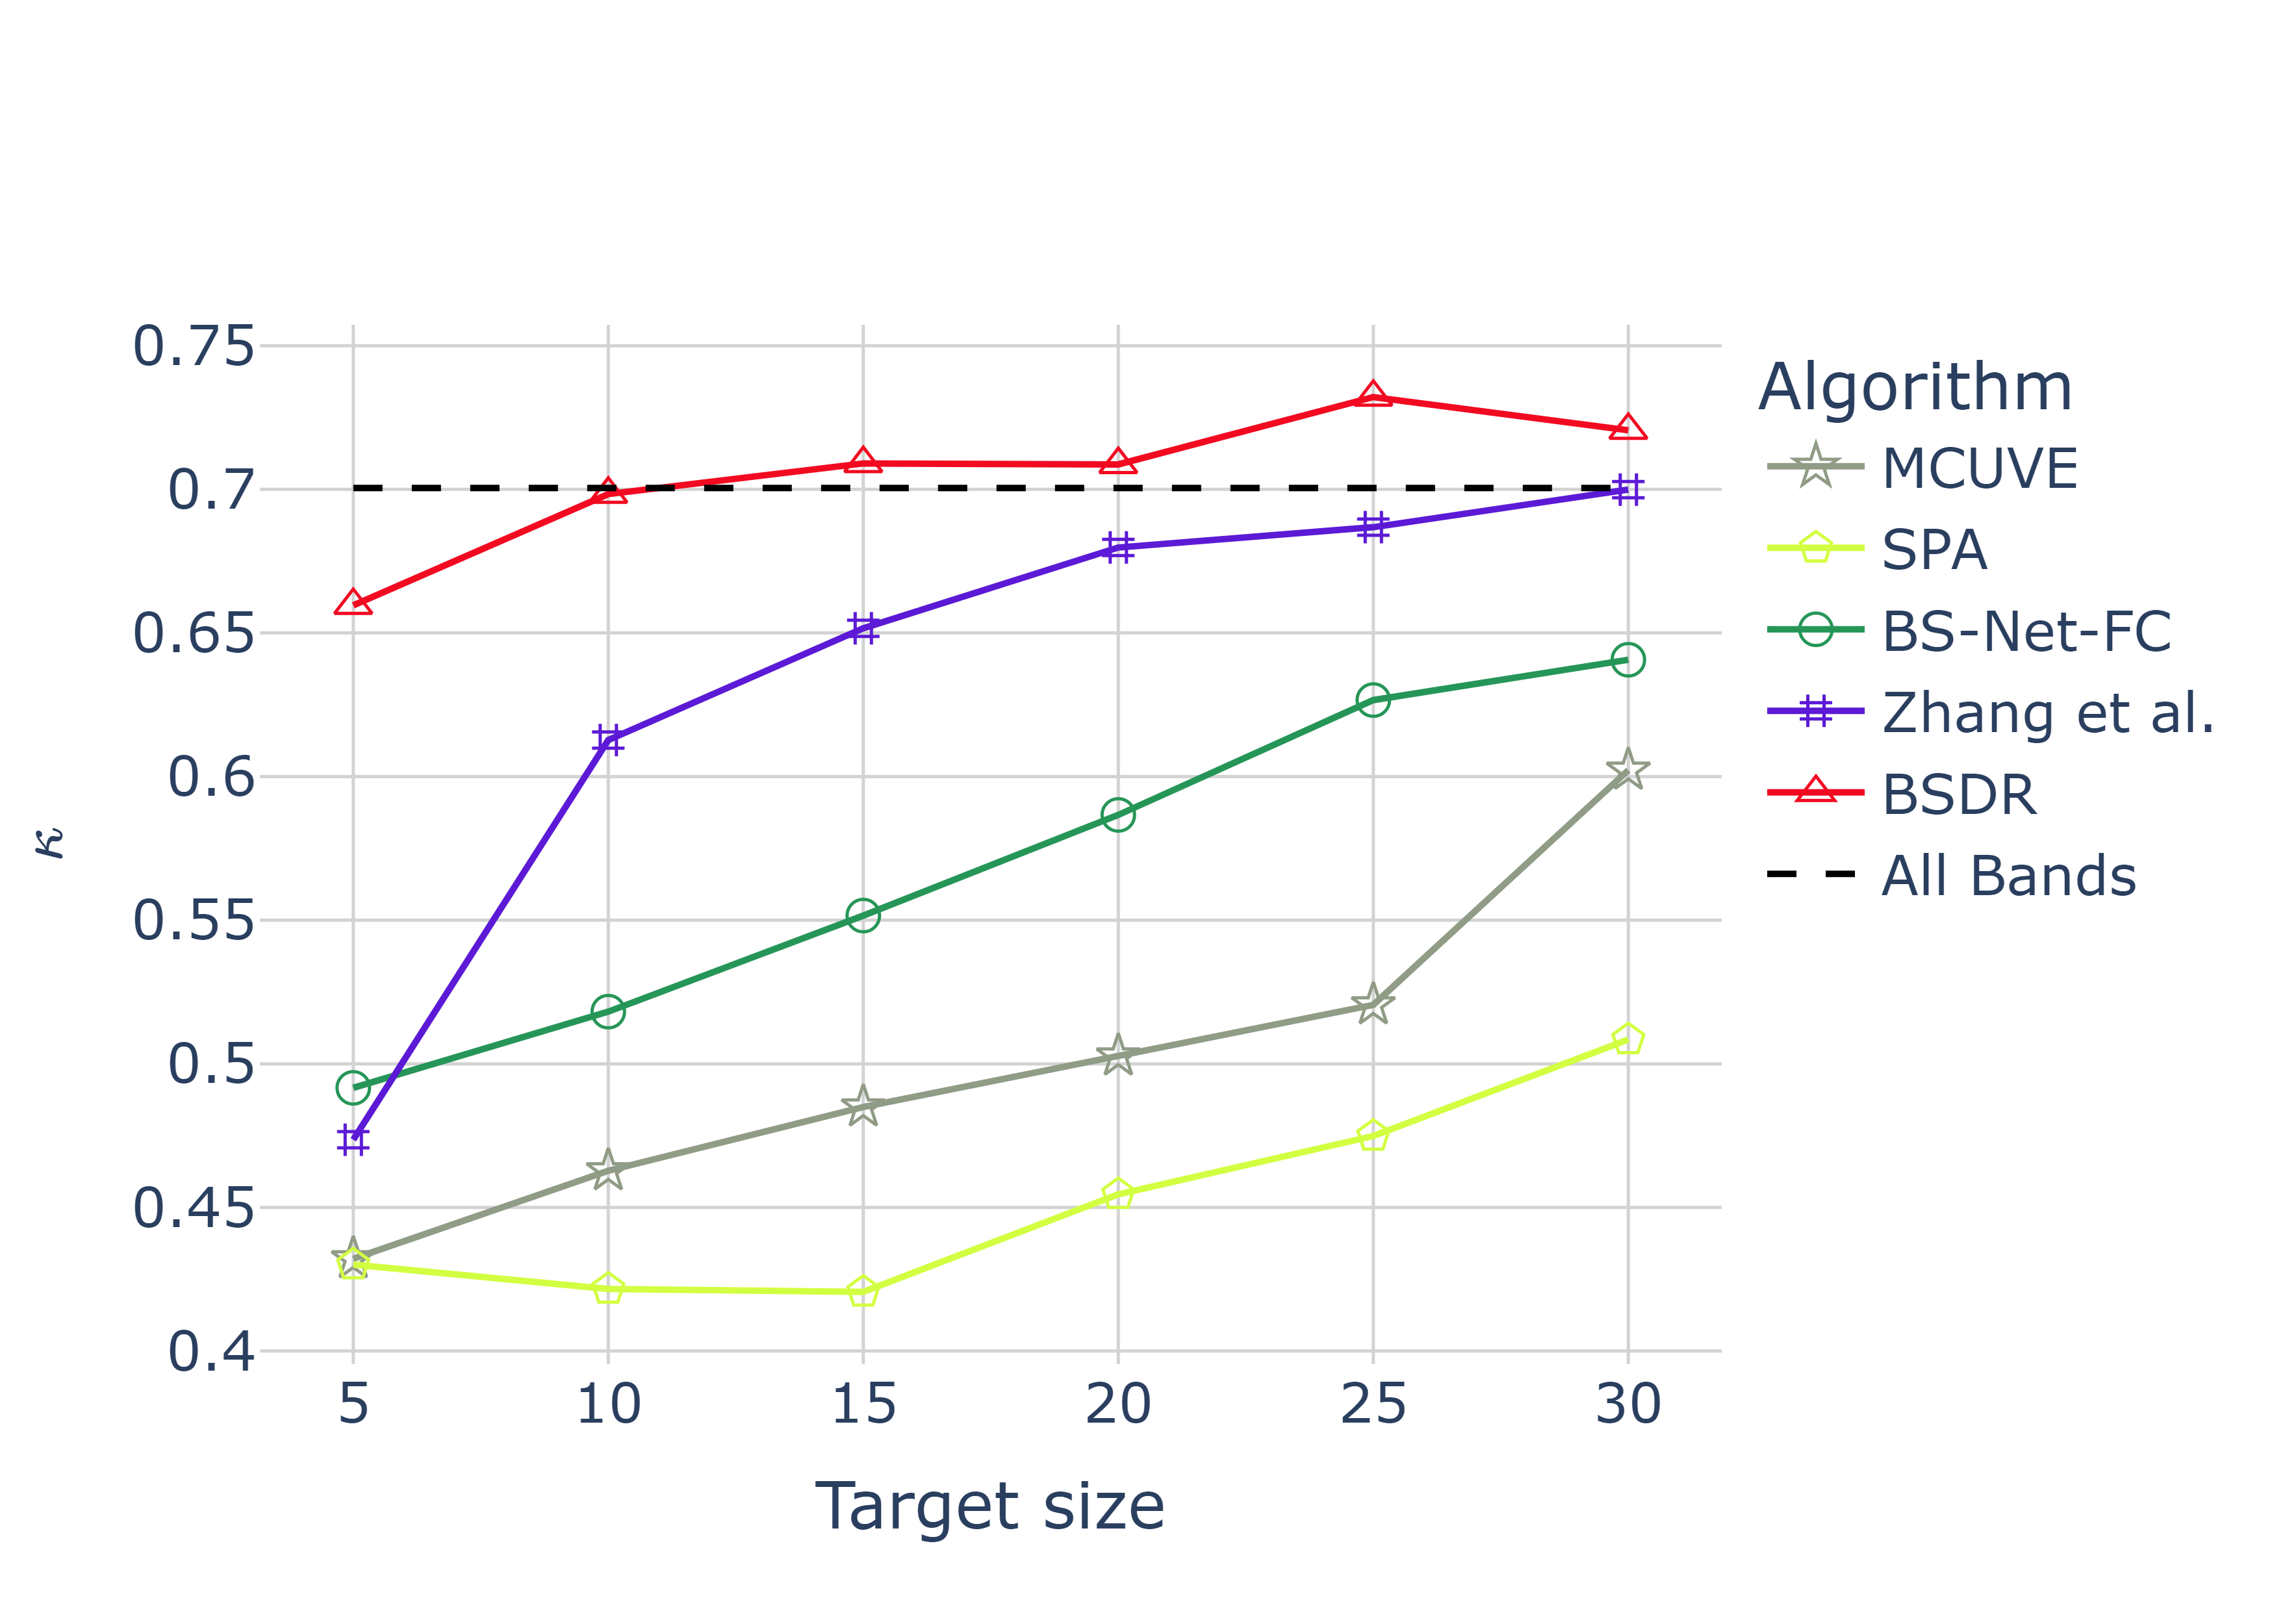 0.75
0.7
0.65
0.6
0.55
0.5
0.45
0.4
κ
5 10 15 20 25 30
Target size
Algorithm
MCUVE
SPA
BS-Net-FC
Zhang et al.
BSDR
All Bands